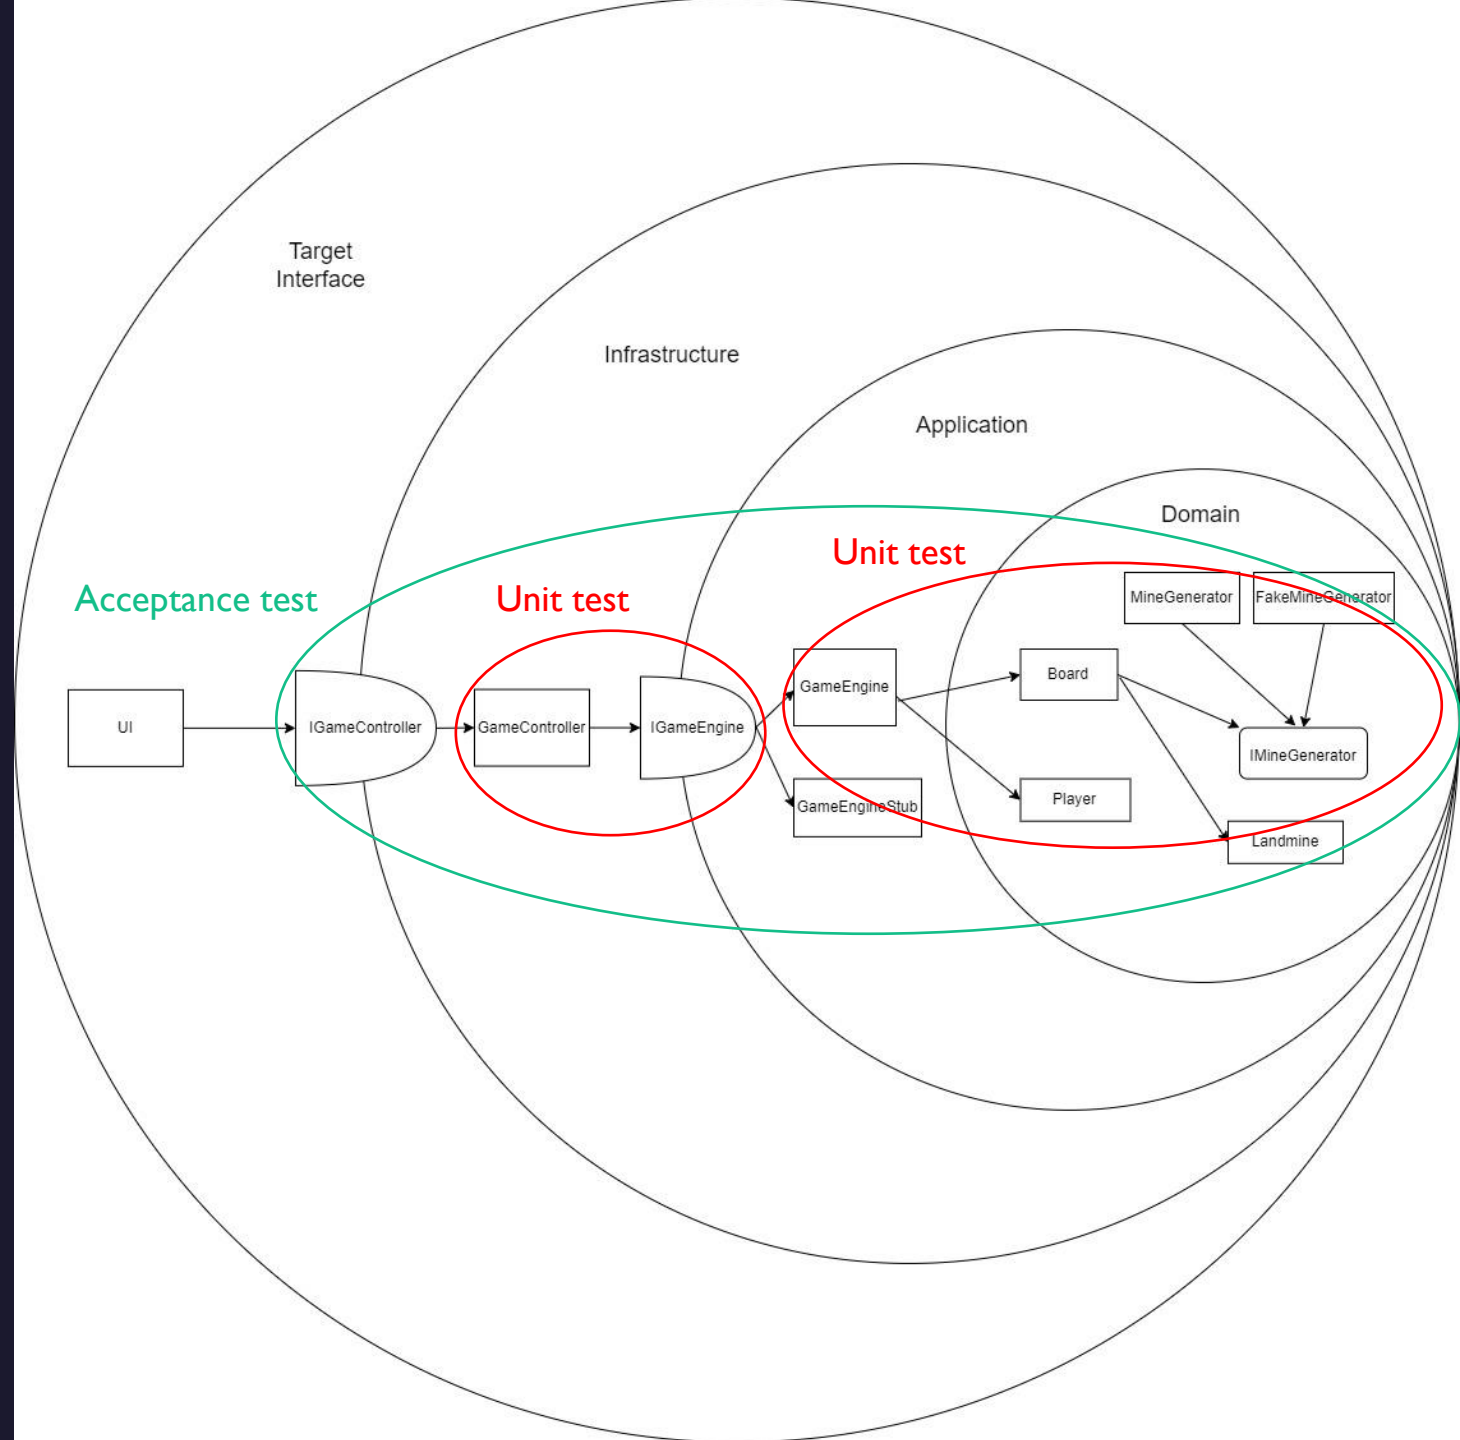 Target
Interface
Infrastructure
Application
Domain
Unit test
Acceptance test
Unit test
MineGenerator
FakeMineGenerator
UI
IGameController
GameController
IGameEngine
GameEngine
Board
IMineGenerator
GameEngineStub
Player
Landmine